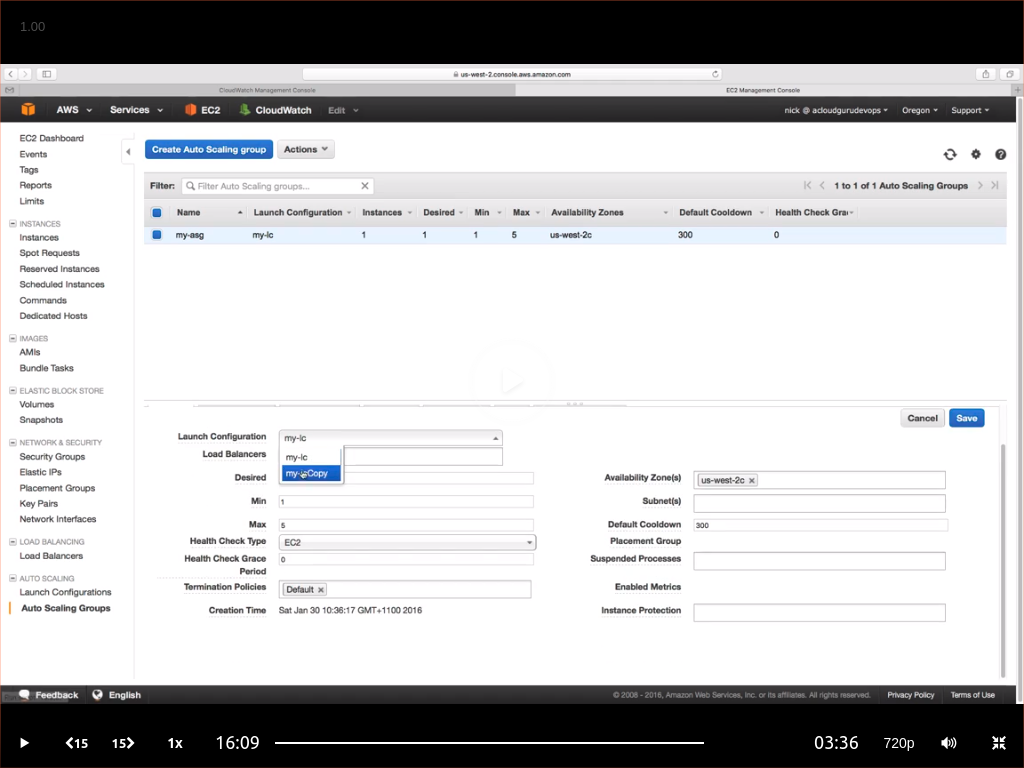 1.00
us-west-2.console.aws.amazon.com
CloudWatch Management Console
EC2 Management Console
AWS Services EC2 CloudWatch Edit nick @ acloudgurudevops Oregon Support
EC2 Dashboard
Events
Tags
Reports
Limits
INSTANCES
Instances
Spot Requests
Reserved Instances
Scheduled Instances
Commands
Dedicated Hosts
IMAGES
AMIs
Bundle Tasks
ELASTIC BLOCK STORE
Volumes
Snapshots
NETWORK & SECURITY
Security Groups
Elastic IPs
Placement Groups
Key Pairs
Network Interfaces
LOAD BALANCING
Load Balancers
AUTO SCALING
Launch Configurations
Auto Scaling Groups
Create Auto Scaling group Actions
Filter: Filter Auto Scaling groups... 1 to 1 of 1 Auto Scaling Groups
Name Launch Configuration Instances Desired Min Max Availability Zones Default Cooldown Health Check Gra
my-asg my-lc 1 1 1 5 us-west-2c 300 0
Cancel Save
Launch Configuration my-lc
my-lc
my-lcCopy
Load Balancers
Desired
Min 1
Max 5
Health Check Type EC2
Health Check Grace Period 0
Termination Policies Default
Creation Time Sat Jan 30 10:36:17 GMT+1100 2016
Availability Zone(s) us-west-2c
Subnet(s)
Default Cooldown 300
Placement Group
Suspended Processes
Enabled Metrics
Instance Protection
Feedback English © 2008 - 2016, Amazon Web Services, Inc. or its affiliates. All rights reserved. Privacy Policy Terms of Use
15 15 1x 16:09 03:36 720p